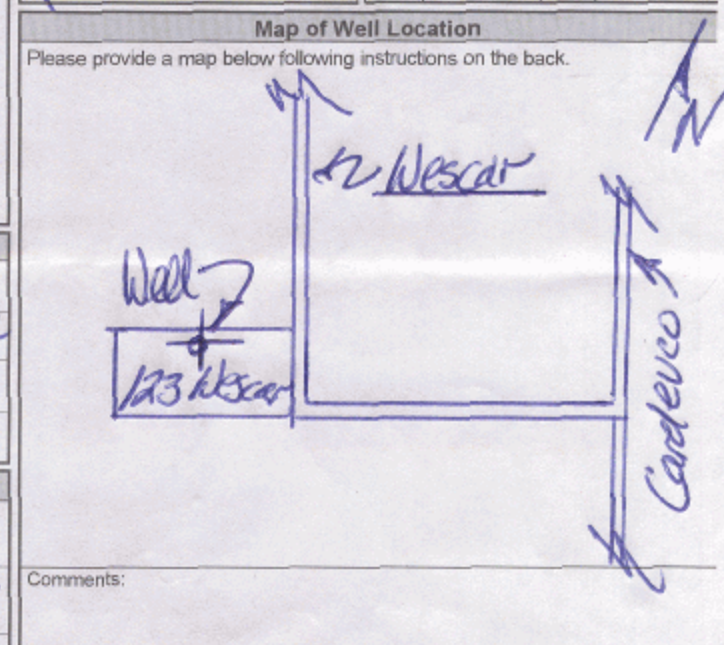 Map of Well Location
Please provide a map below following instructions on the back.
N
Wescar
Well
123 Wescar
Cardevco
Comments: